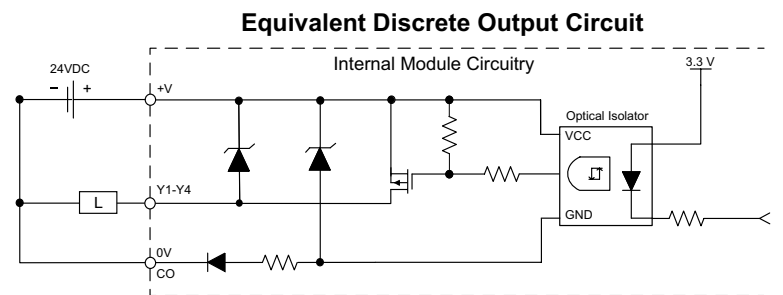 Equivalent Discrete Output Circuit
Internal Module Circuitry
24VDC
3.3 V
− +
+V
Optical Isolator
VCC
Y1-Y4
L
GND
0V
CO